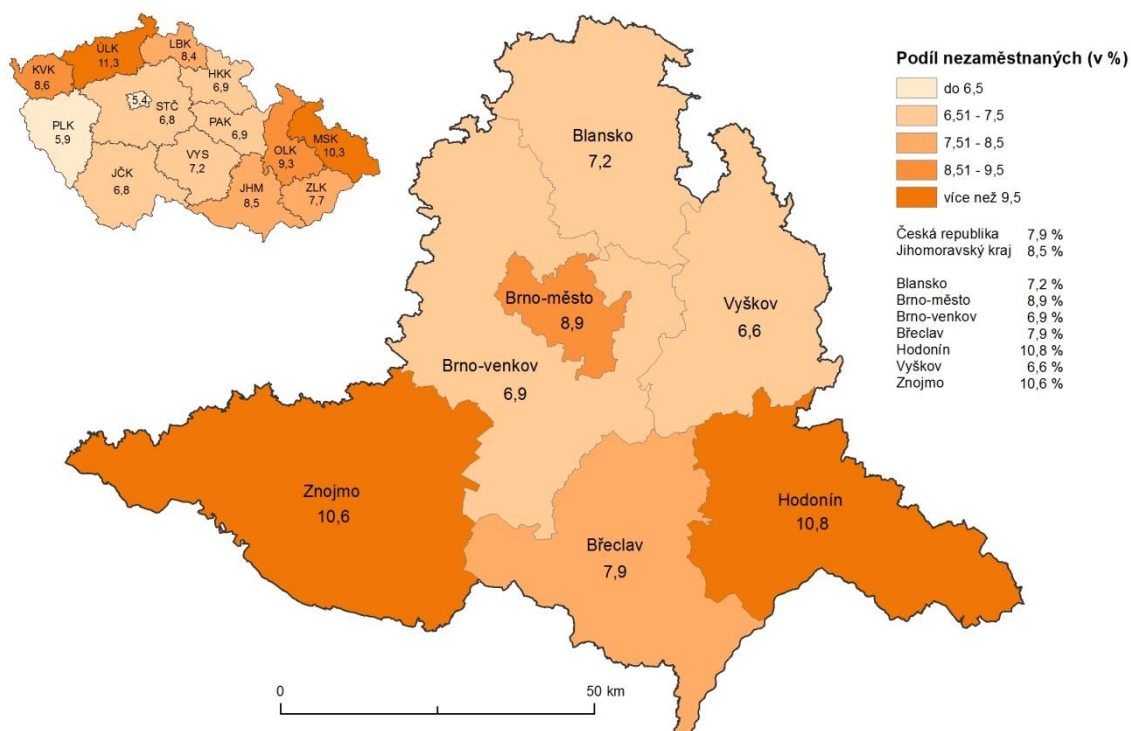 ÚLK
11,3
LBK
8,4
KVK
8,6
HKK
6,9
5,4
STČ
6,8
PLK
5,9
PAK
6,9
MSK
10,3
OLK
9,3
VYS
7,2
JČK
6,8
JHM
8,5
ZLK
7,7
Blansko
7,2
Brno-město
8,9
Vyškov
6,6
Brno-venkov
6,9
Znojmo
10,6
Hodonín
10,8
Břeclav
7,9
0
50 km
Podíl nezaměstnaných (v %)
do 6,5
6,51 - 7,5
7,51 - 8,5
8,51 - 9,5
více než 9,5
Česká republika 7,9 %
Jihomoravský kraj 8,5 %
Blansko 7,2 %
Brno-město 8,9 %
Brno-venkov 6,9 %
Břeclav 7,9 %
Hodonín 10,8 %
Vyškov 6,6 %
Znojmo 10,6 %